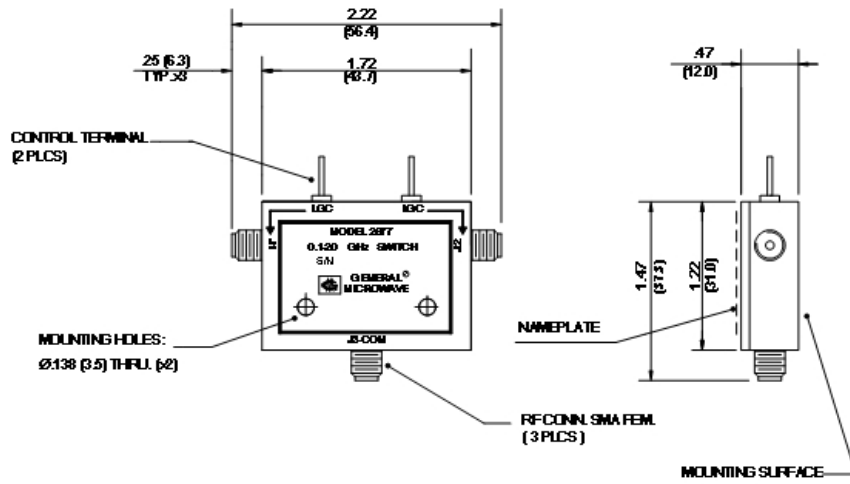 2.22
(56.4)
.25 (6.3)
TYP. x3
1.72
(43.7)
.47
(12.0)
CONTROL TERMINAL
(2 PLCS)
LGC
LGC
J1
J2
MODEL 2877
0.1-20 GHz SWITCH
S/N
GENERAL®
MICROWAVE
J3-COM
1.47
(37.3)
1.22
(31.0)
NAMEPLATE
MOUNTING HOLES:
Ø.138 (3.5) THRU. (x2)
RF CONN. SMA FEM.
( 3 PLCS )
MOUNTING SURFACE